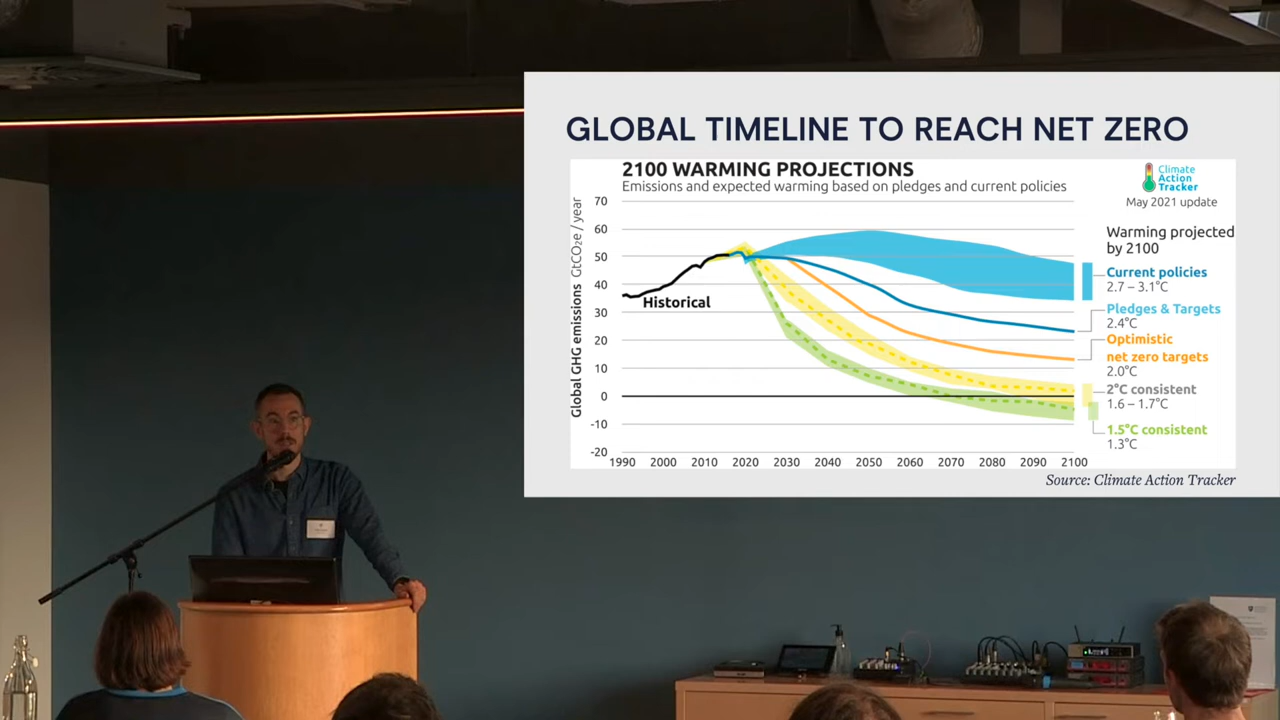 GLOBAL TIMELINE TO REACH NET ZERO
2100 WARMING PROJECTIONS
Emissions and expected warming based on pledges and current policies
Climate
Action
Tracker
May 2021 update
Global GHG emissions GtCO₂e / year
70
60
50
40
30
20
10
0
-10
-20
Historical
1990 2000 2010 2020 2030 2040 2050 2060 2070 2080 2090 2100
Warming projected
by 2100
Current policies
2.7 – 3.1°C
Pledges & Targets
2.4°C
Optimistic
net zero targets
2.0°C
2°C consistent
1.6 – 1.7°C
1.5°C consistent
1.3°C
Source: Climate Action Tracker